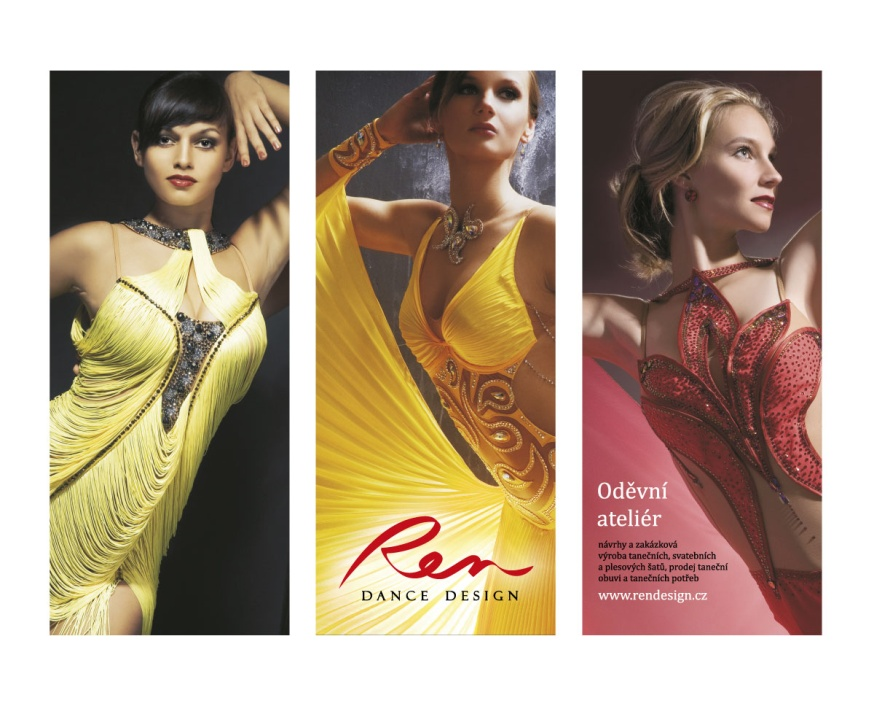 Ren
DANCE DESIGN
Oděvní
ateliér
návrhy a zakázková
výroba tanečních, svatebních
a plesových šatů, prodej taneční
obuvi a tanečních potřeb
www.rendesign.cz